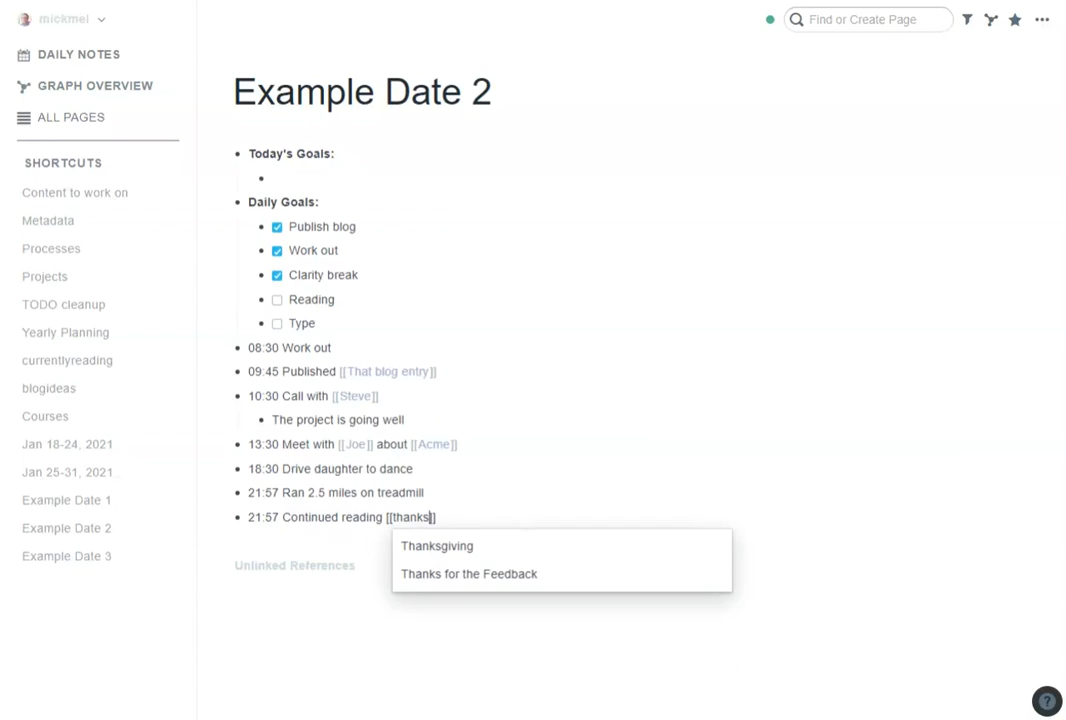 mickmel
Find or Create Page
DAILY NOTES
GRAPH OVERVIEW
ALL PAGES
SHORTCUTS
Content to work on
Metadata
Processes
Projects
TODO cleanup
Yearly Planning
currentlyreading
blogideas
Courses
Jan 18-24, 2021
Jan 25-31, 2021
Example Date 1
Example Date 2
Example Date 3
Example Date 2
Today's Goals:
Daily Goals:
Publish blog
Work out
Clarity break
Reading
Type
08:30 Work out
09:45 Published [[That blog entry]]
10:30 Call with [[Steve]]
The project is going well
13:30 Meet with [[Joe]] about [[Acme]]
18:30 Drive daughter to dance
21:57 Ran 2.5 miles on treadmill
21:57 Continued reading [[thanks]]
Thanksgiving
Thanks for the Feedback
Unlinked References
?